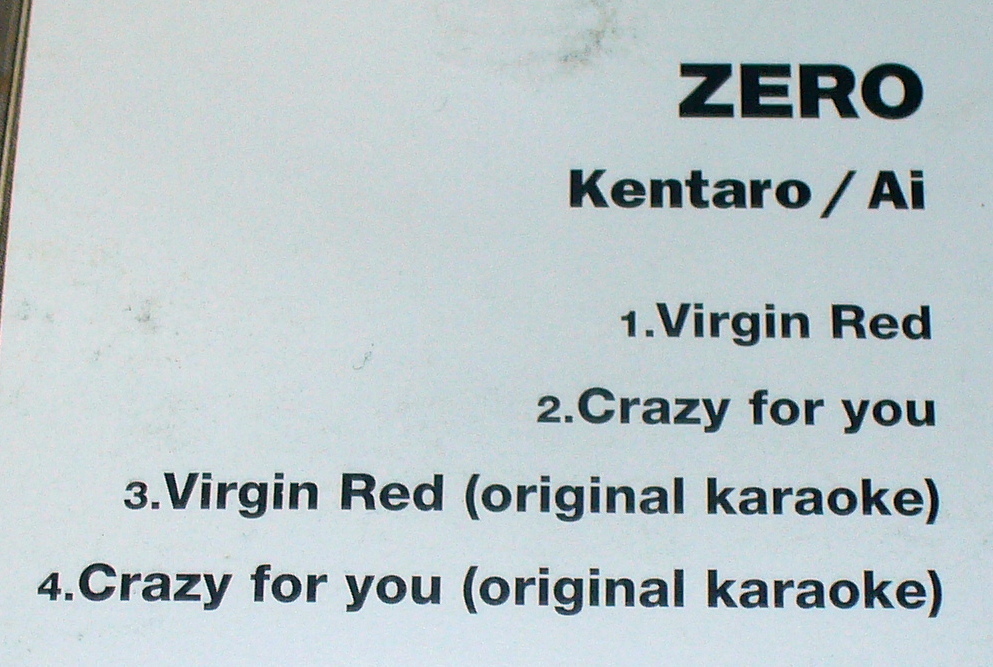 ZERO
Kentaro / Ai
1.Virgin Red
2.Crazy for you
3.Virgin Red (original karaoke)
4.Crazy for you (original karaoke)